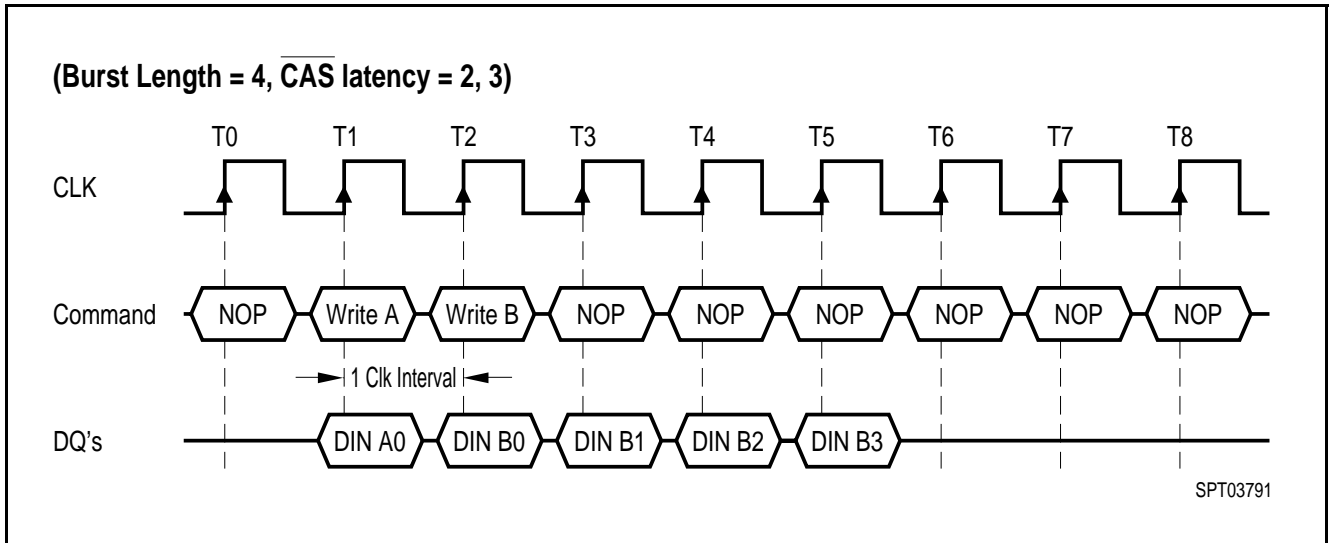 (Burst Length = 4, CAS latency = 2, 3)
T0 T1 T2 T3 T4 T5 T6 T7 T8
CLK
Command NOP Write A Write B NOP NOP NOP NOP NOP NOP
1 Clk Interval
DQ's DIN A0 DIN B0 DIN B1 DIN B2 DIN B3
SPT03791